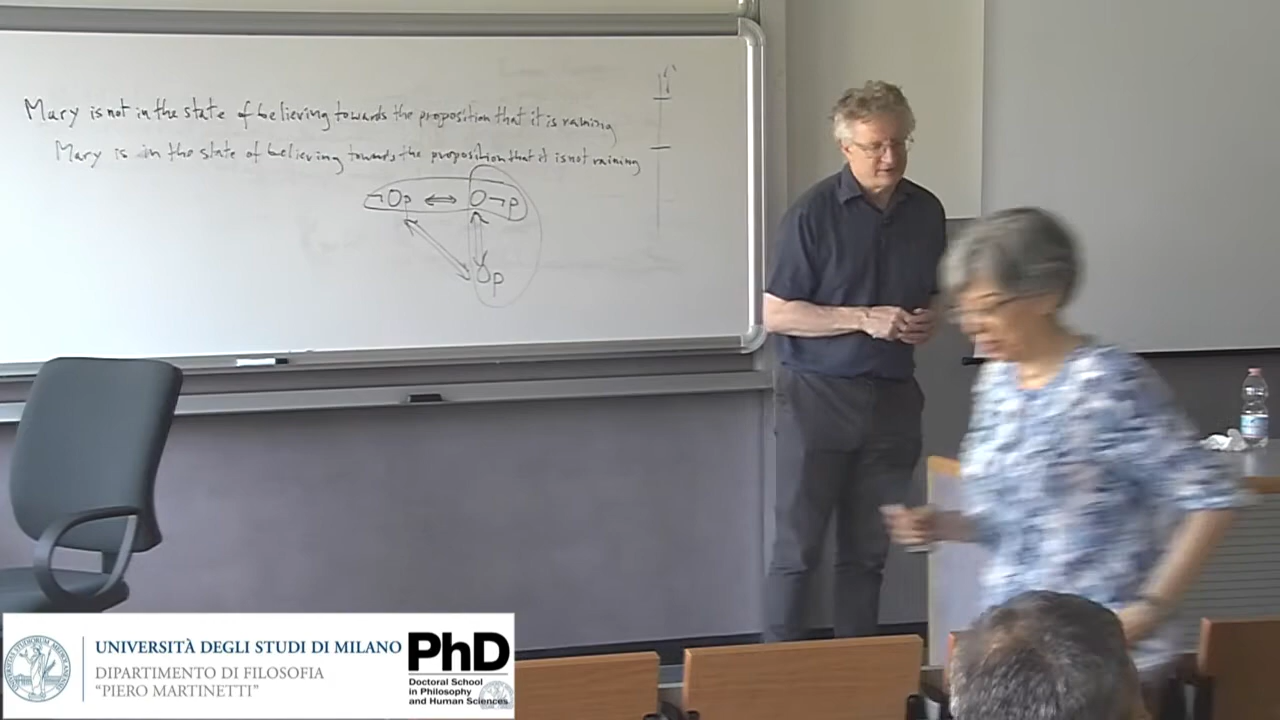 Mary is not in the state of believing towards the proposition that it is raining
Mary is in the state of believing towards the proposition that it is not raining
¬Op ↔ O¬p
Op
UNIVERSITÀ DEGLI STUDI DI MILANO
DIPARTIMENTO DI FILOSOFIA
"PIERO MARTINETTI"
PhD
Doctoral School
in Philosophy
and Human Sciences